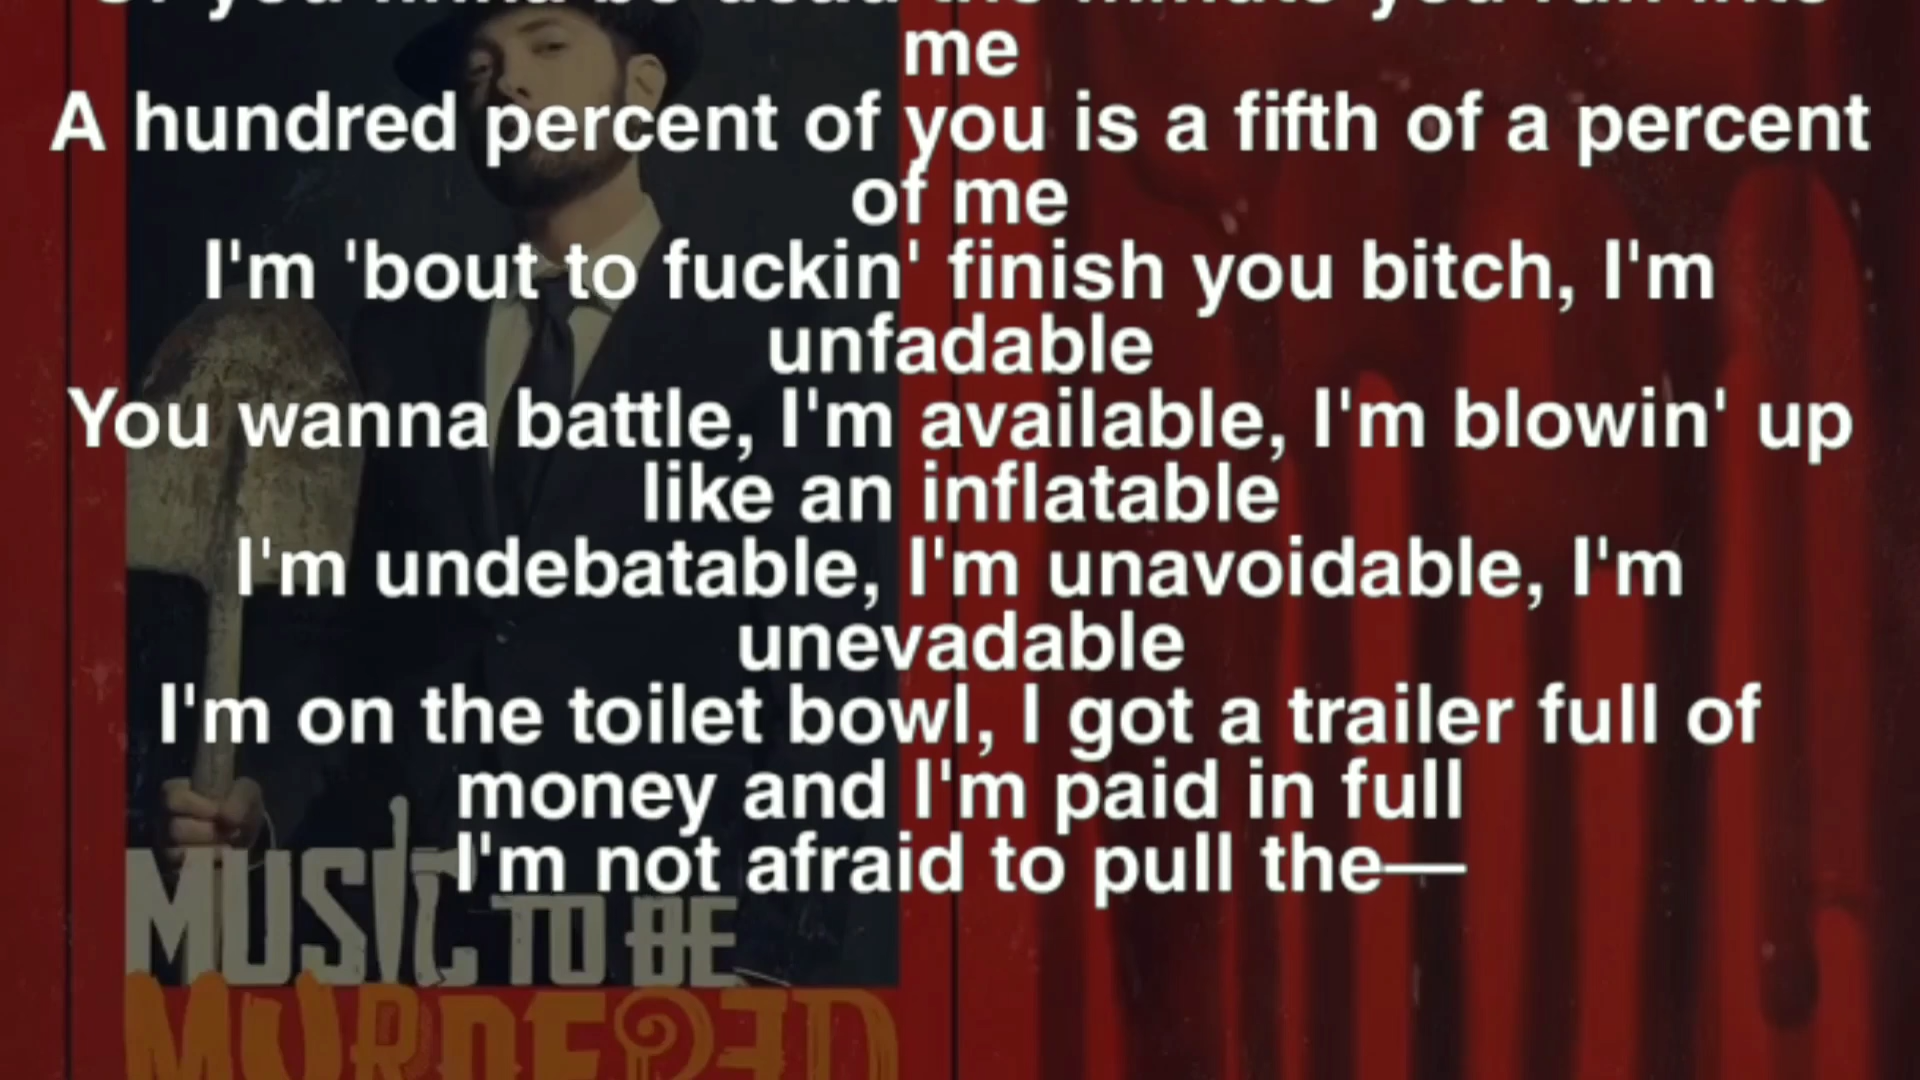 me
A hundred percent of you is a fifth of a percent
of me
I'm 'bout to fuckin' finish you bitch, I'm
unfadable
You wanna battle, I'm available, I'm blowin' up
like an inflatable
I'm undebatable, I'm unavoidable, I'm
unevadable
I'm on the toilet bowl, I got a trailer full of
money and I'm paid in full
I'm not afraid to pull the—
MUSIC TO BE
MURDERED